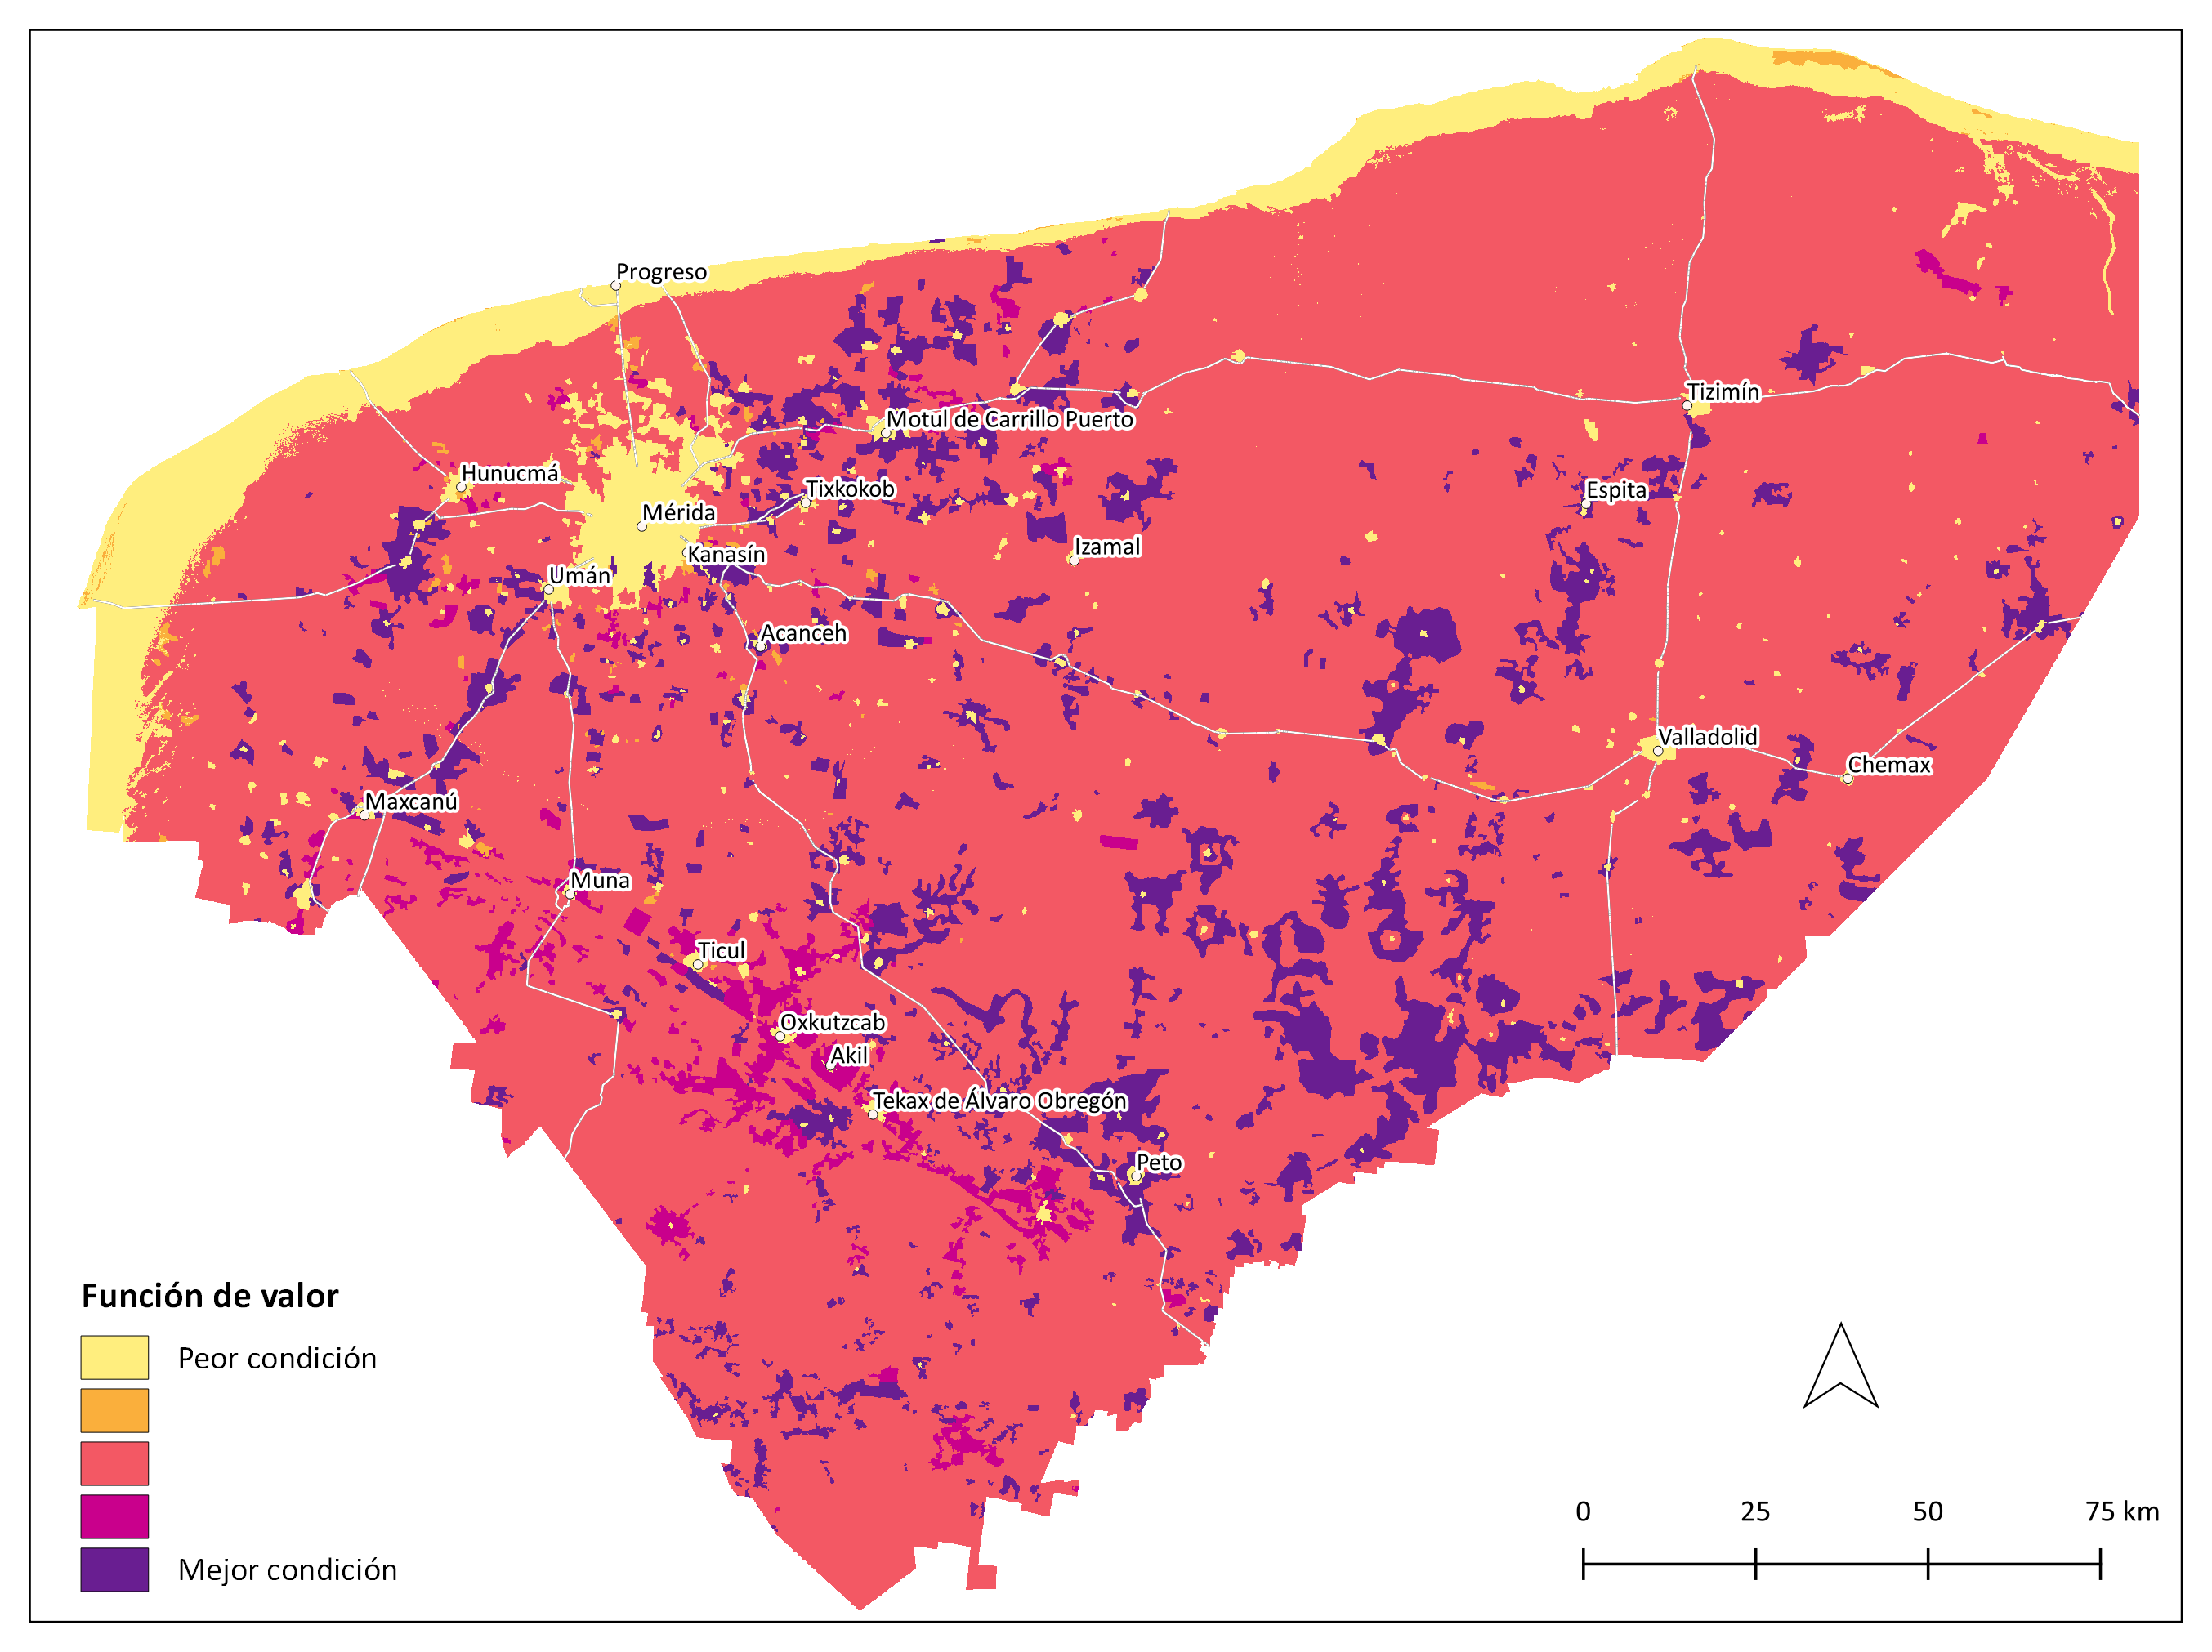 Progreso
Tizimín
Motul de Carrillo Puerto
Hunucmá
Tixkokob
Espita
Mérida
Izamal
Kanasín
Umán
Acanceh
Valladolid
Chemax
Maxcanú
Muna
Ticul
Oxkutzcab
Akil
Tekax de Álvaro Obregón
Peto
Función de valor
Peor condición
Mejor condición
0 25 50 75 km